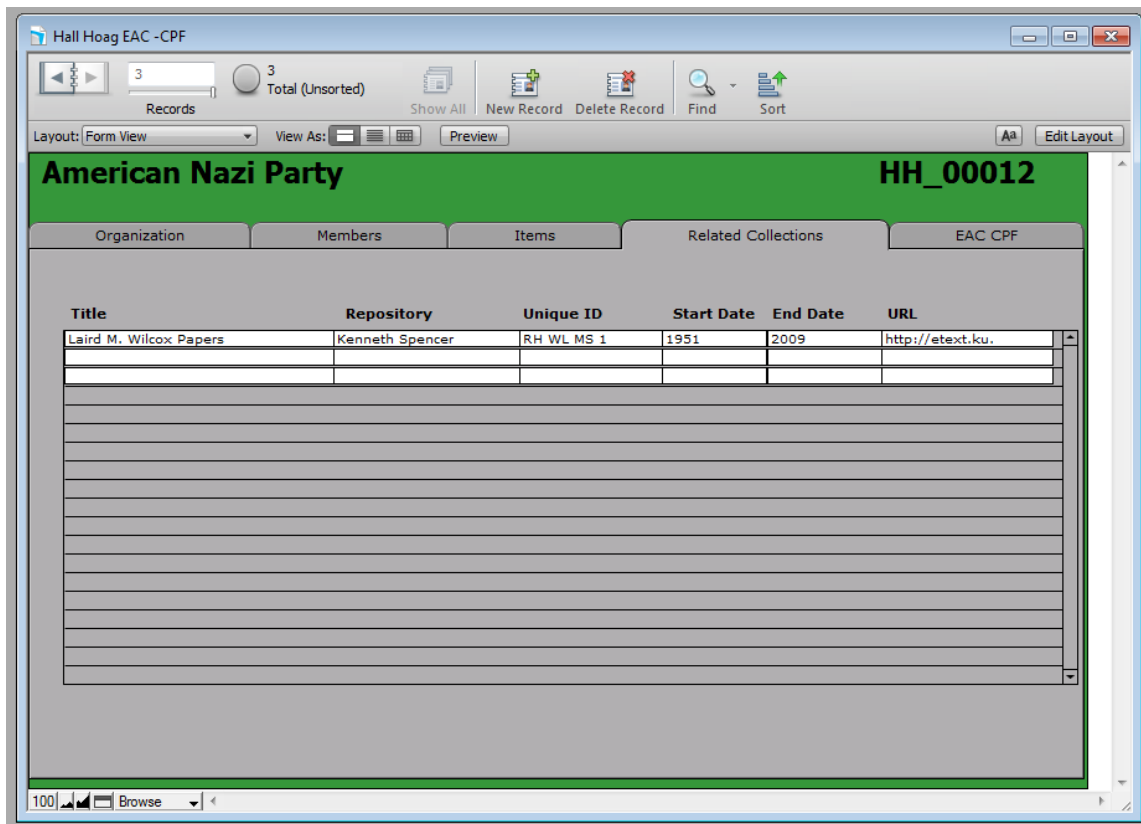 Hall Hoag EAC -CPF
3
3
Total (Unsorted)
Records
Show All
New Record
Delete Record
Find
Sort
Layout: Form View
View As:
Preview
Aa
Edit Layout
American Nazi Party HH_00012
Organization Members Items Related Collections EAC CPF
Title Repository Unique ID Start Date End Date URL
Laird M. Wilcox Papers Kenneth Spencer RH WL MS 1 1951 2009 http://etext.ku.
100 Browse